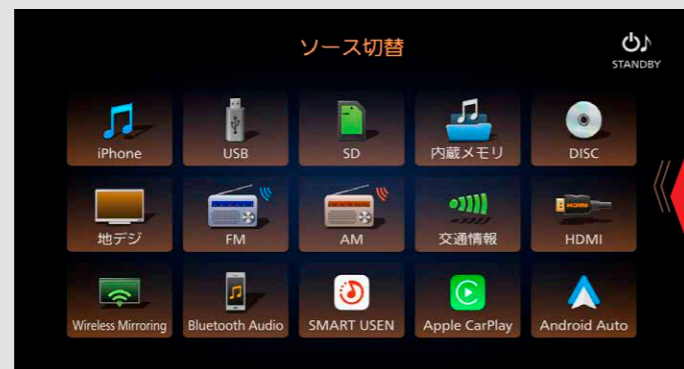 ソース切替
STANDBY
iPhone
USB
SD
内蔵メモリ
DISC
地デジ
FM
AM
交通情報
HDMI
HDMI
Wireless Mirroring
Bluetooth Audio
SMART USEN
Apple CarPlay
Android Auto